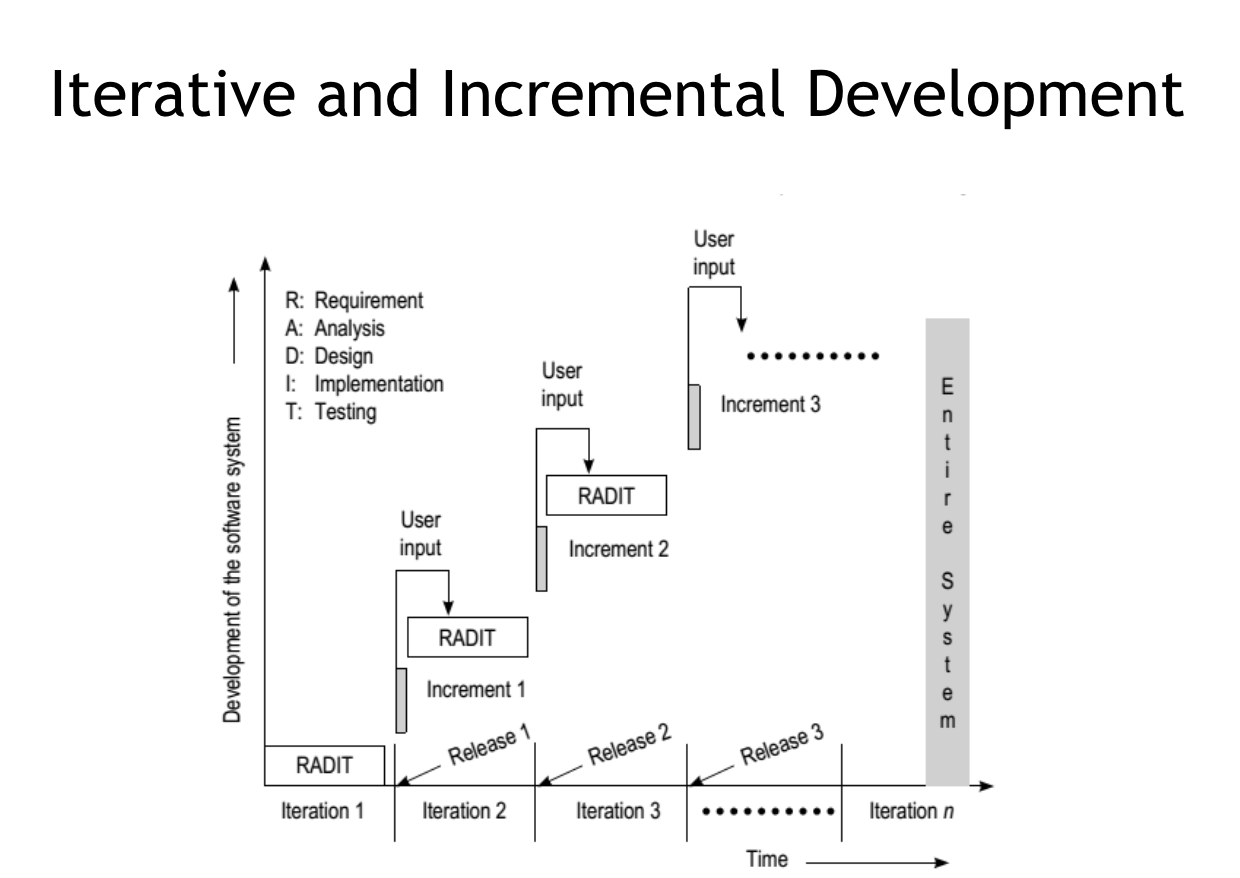 Iterative and Incremental Development
User
input
R: Requirement
A: Analysis
D: Design
I: Implementation
T: Testing
User
input
Increment 3
RADIT
Increment 2
User
input
RADIT
Increment 1
Development of the software system
Entire System
RADIT
Release 1
Release 2
Release 3
Iteration 1
Iteration 2
Iteration 3
Iteration n
Time